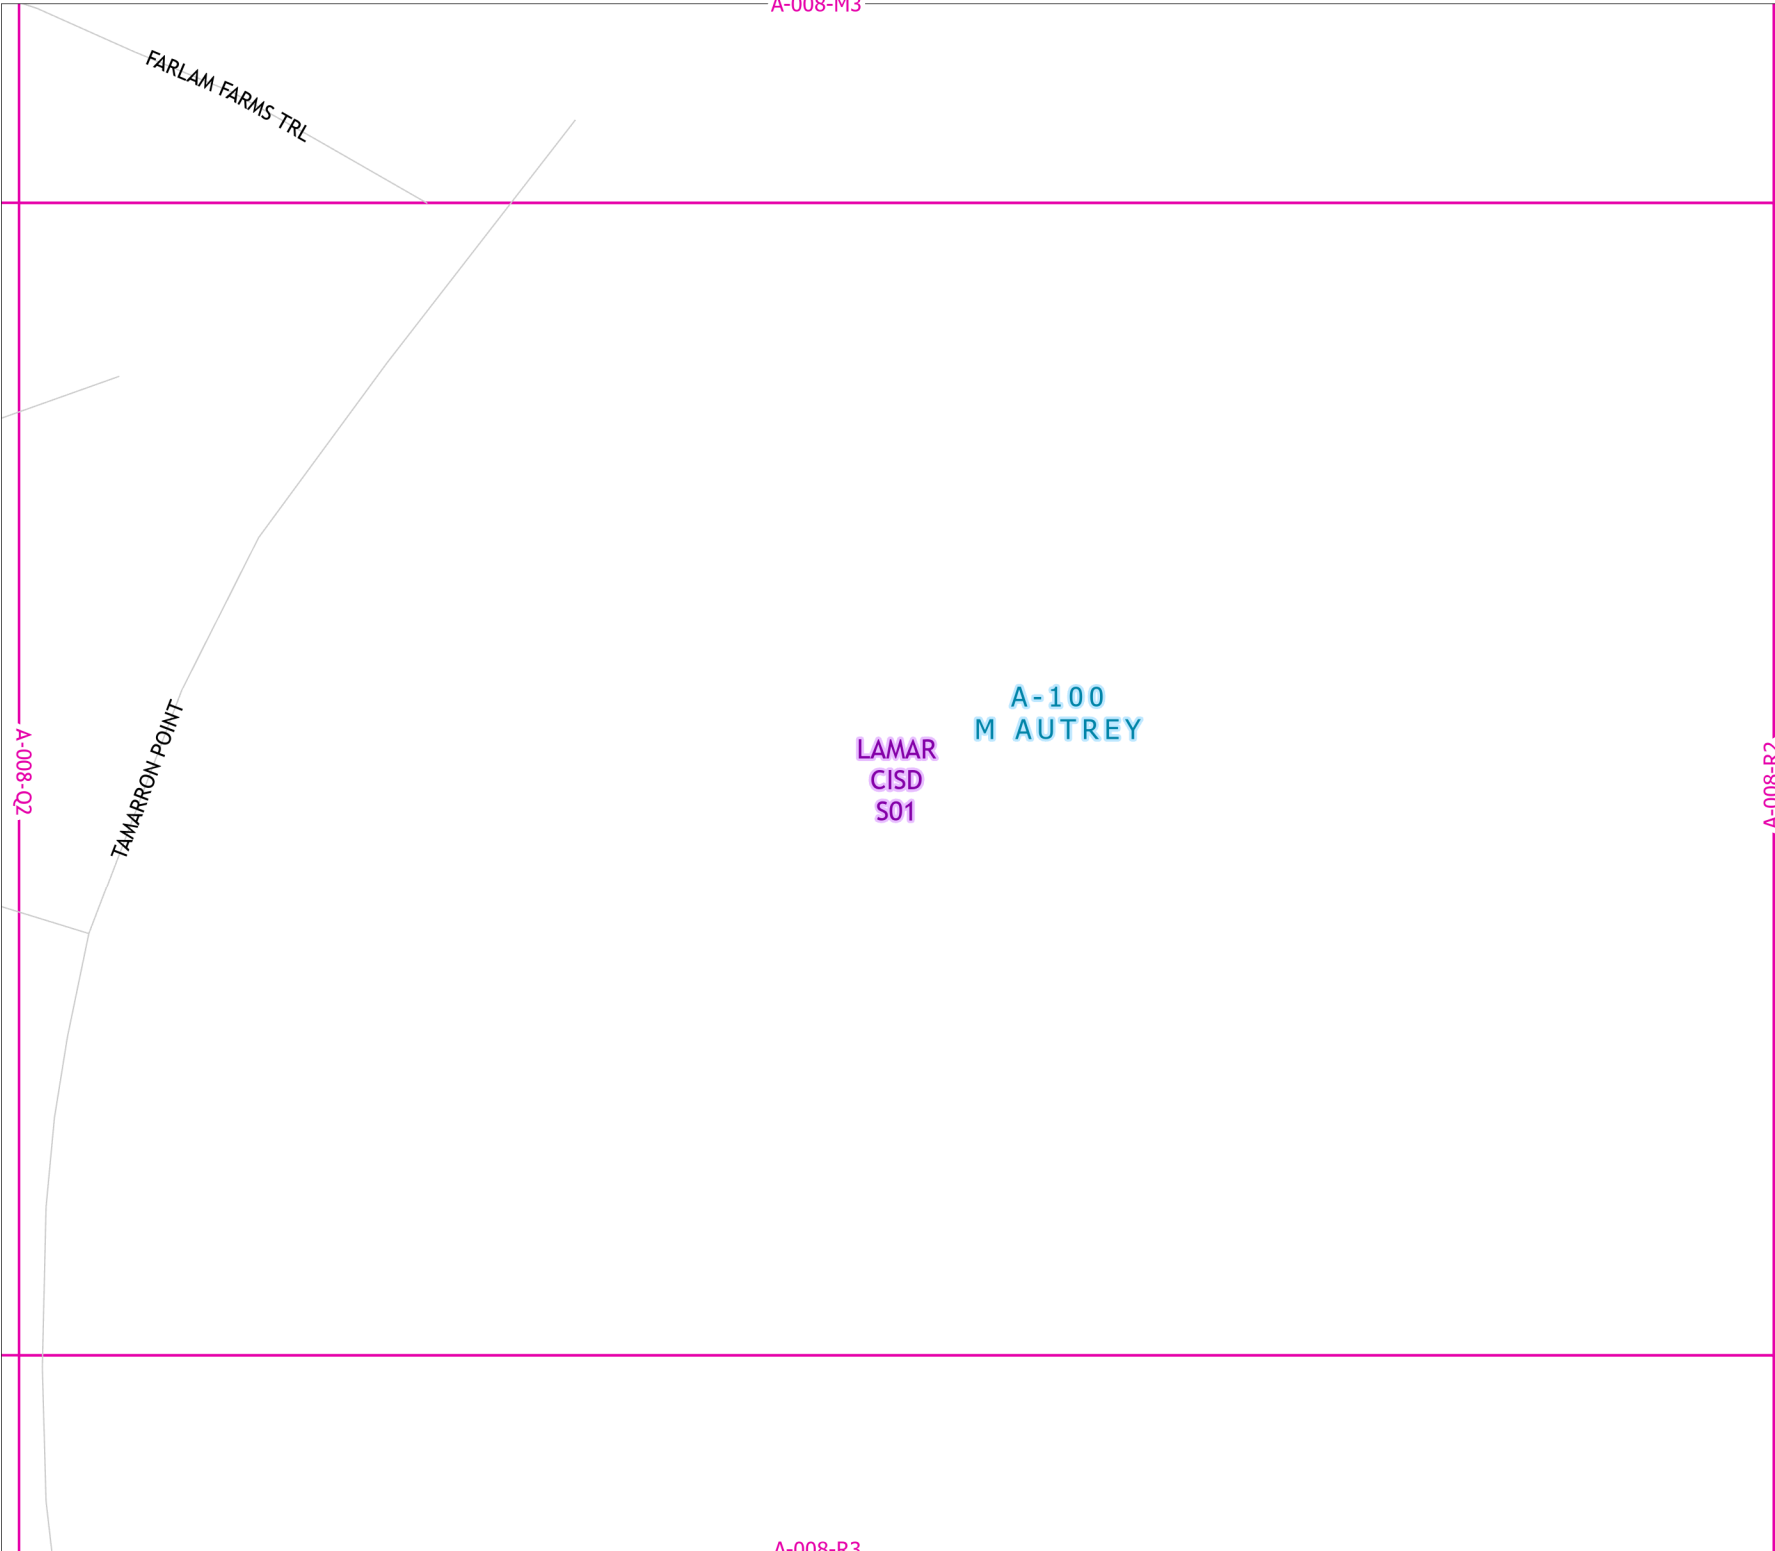 A-008-M3
FARLAM FARMS TRL
A-100
M AUTREY
LAMAR
CISD
S01
TAMARRON POINT
A-008-Q2
A-008-R2
A-008-R3